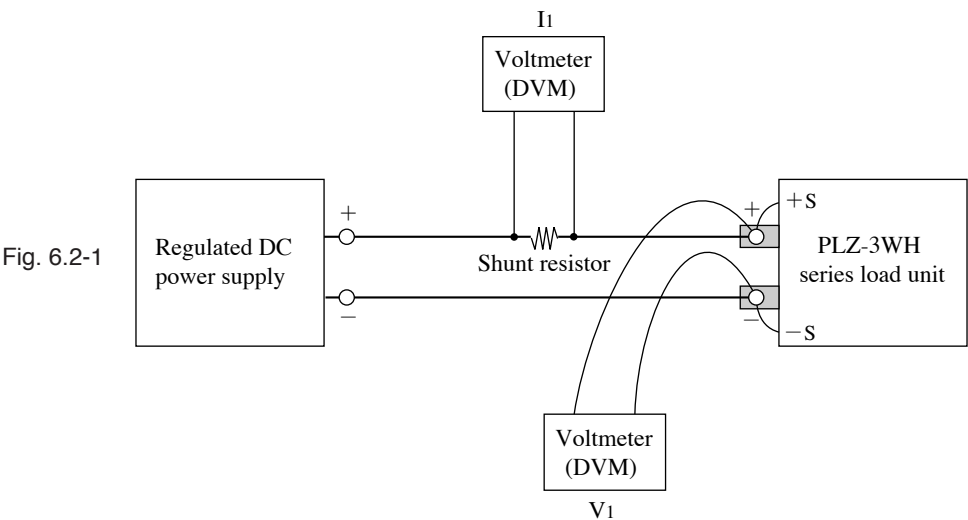 I1
Voltmeter
(DVM)
Fig. 6.2-1
Regulated DC
power supply
+
−
Shunt resistor
+
−
+S
−S
PLZ-3WH
series load unit
Voltmeter
(DVM)
V1